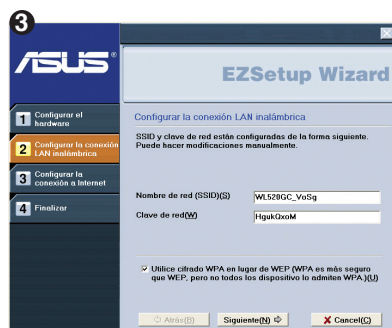 3
ASUS®
EZSetup Wizard
1 Configurar el
hardware
2 Configurar la conexión
LAN inalámbrica
3 Configurar la
conexión a Internet
4 Finalizar
Configurar la conexión LAN inalámbrica
SSID y clave de red están configuradas de la forma siguiente.
Puede hacer modificaciones manualmente.
Nombre de red (SSID)(S) WL520GC_VoSg
Clave de red(W) HgukQxoM
Utilice cifrado WPA en lugar de WEP (WPA es más seguro
que WEP, pero no todos los dispositivo lo admiten WPA.)(U)
Atrás(B) Siguiente(N) Cancel(C)